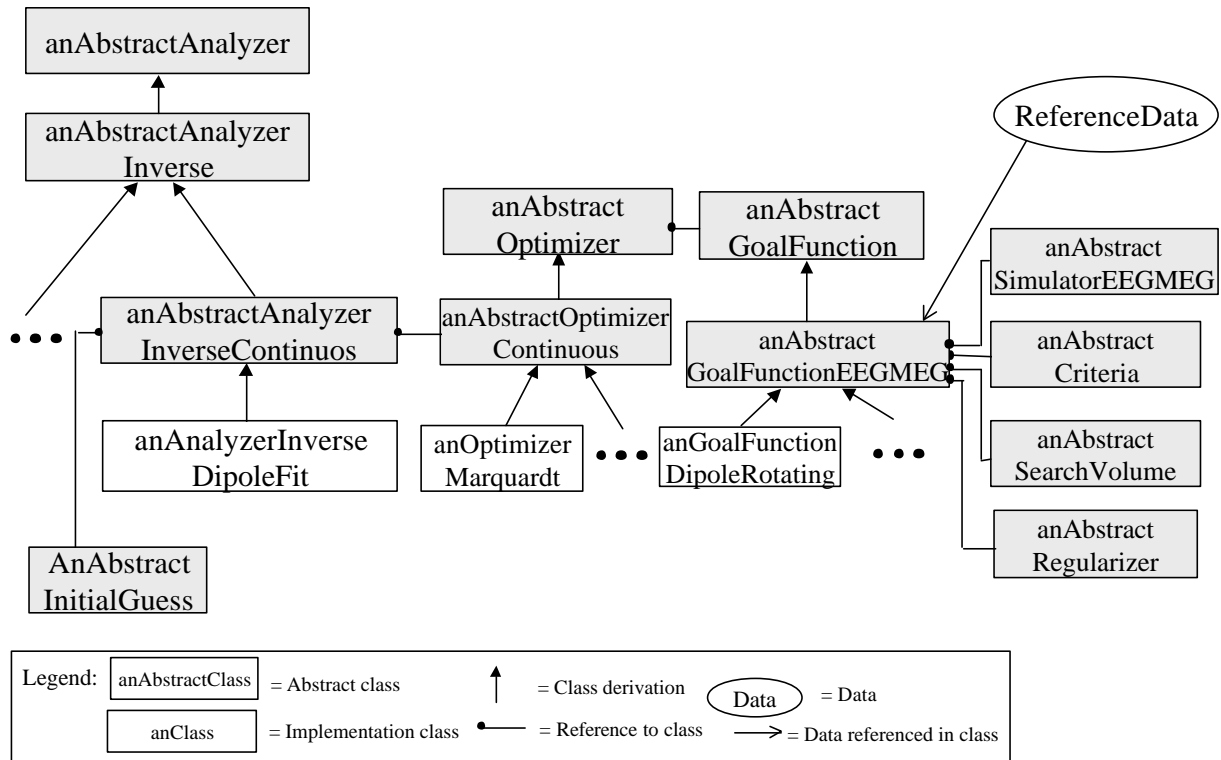 anAbstractAnalyzer
anAbstractAnalyzer
Inverse
ReferenceData
anAbstract
Optimizer
anAbstract
GoalFunction
anAbstract
SimulatorEEGMEG
anAbstractAnalyzer
InverseContinuos
anAbstractOptimizer
Continuous
anAbstract
GoalFunctionEEGMEG
anAbstract
Criteria
anAnalyzerInverse
DipoleFit
anOptimizer
Marquardt
anGoalFunction
DipoleRotating
anAbstract
SearchVolume
AnAbstract
InitialGuess
anAbstract
Regularizer
Legend:
anAbstractClass
= Abstract class
= Class derivation
Data
= Data
anClass
= Implementation class
= Reference to class
= Data referenced in class